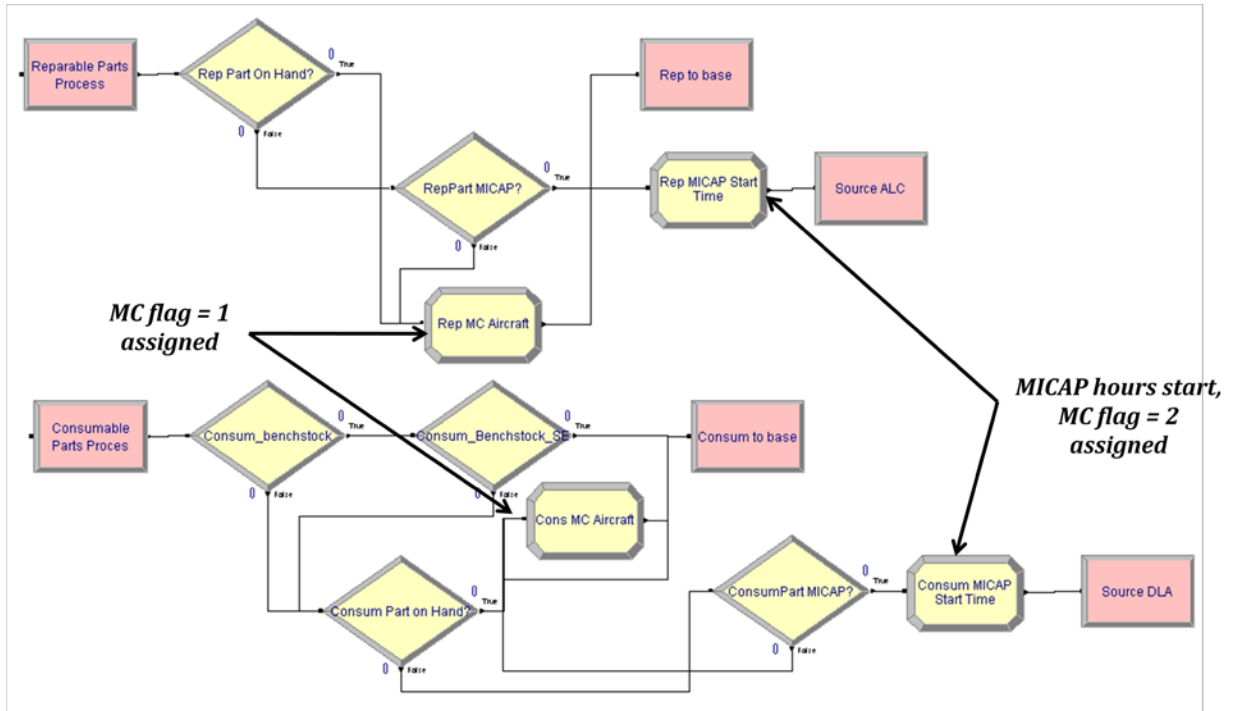 0
True
Reparable Parts
Process
Rep Part On Hand?
0
False
Rep to base
0
True
RepPart MICAP?
Rep MICAP Start
Time
Source ALC
0
False
MC flag = 1
assigned
Rep MC Aircraft
MICAP hours start,
MC flag = 2
assigned
0
True
0
True
Consumable
Parts Proces
Consum_benchstock
Consum_Benchstock_SE
Consum to base
0
False
0
False
Cons MC Aircraft
0
True
Consum Part on Hand?
0
True
ConsumPart MICAP?
Consum MICAP
Start Time
Source DLA
0
False
0
False